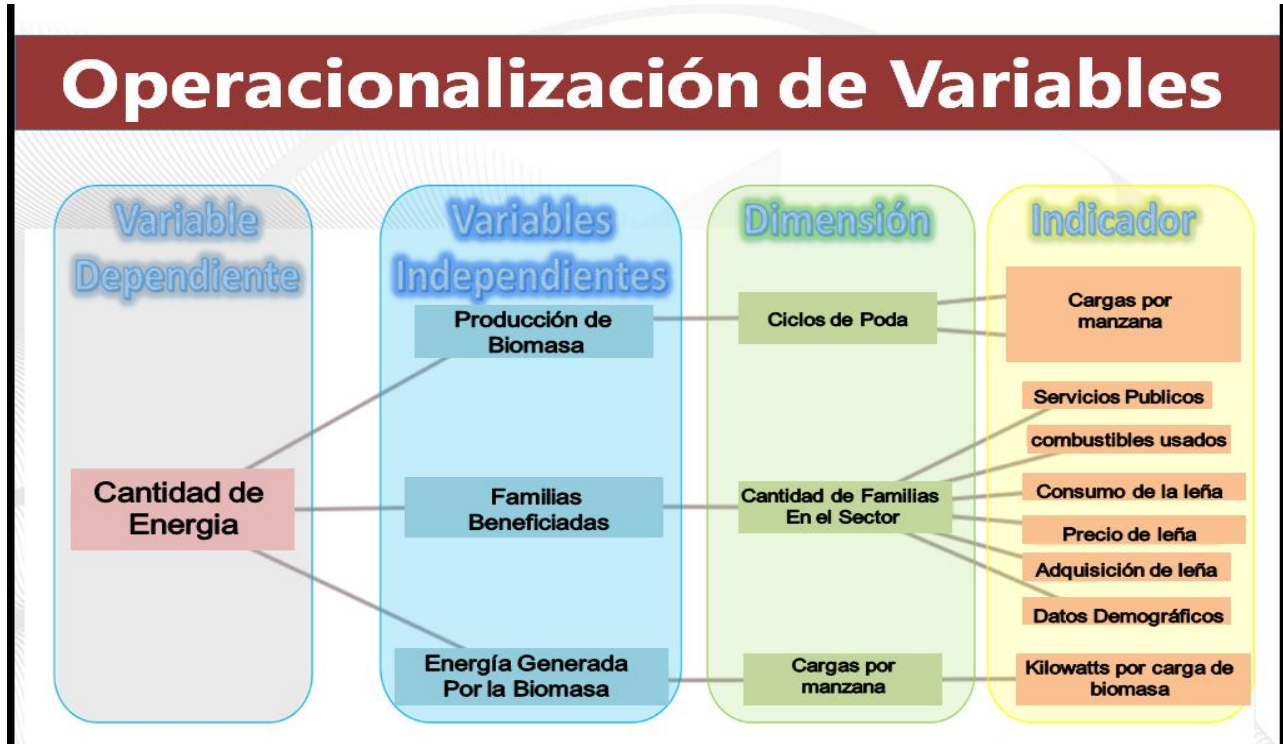 Operacionalización de Variables
Variable
Dependiente
Cantidad de
Energia
Variables
Independientes
Producción de
Biomasa
Familias
Beneficiadas
Energía Generada
Por la Biomasa
Dimensión
Ciclos de Poda
Cantidad de Familias
En el Sector
Cargas por
manzana
Indicador
Cargas por
manzana
Servicios Publicos
combustibles usados
Consumo de la leña
Precio de leña
Adquisición de leña
Datos Demográficos
Kilowatts por carga de
biomasa